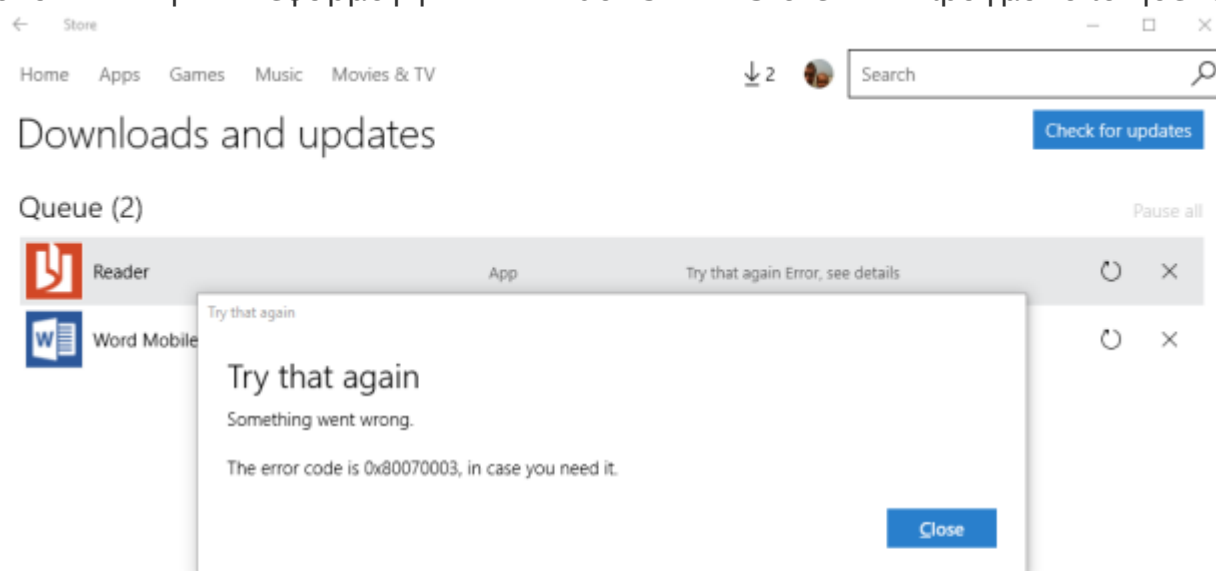 Store
Home Apps Games Music Movies & TV 2 Search
Downloads and updates Check for updates
Queue (2) Pause all
Reader App Try that again Error, see details
Try that again
Word Mobile
Try that again
Something went wrong.
The error code is 0x80070003, in case you need it.
Close